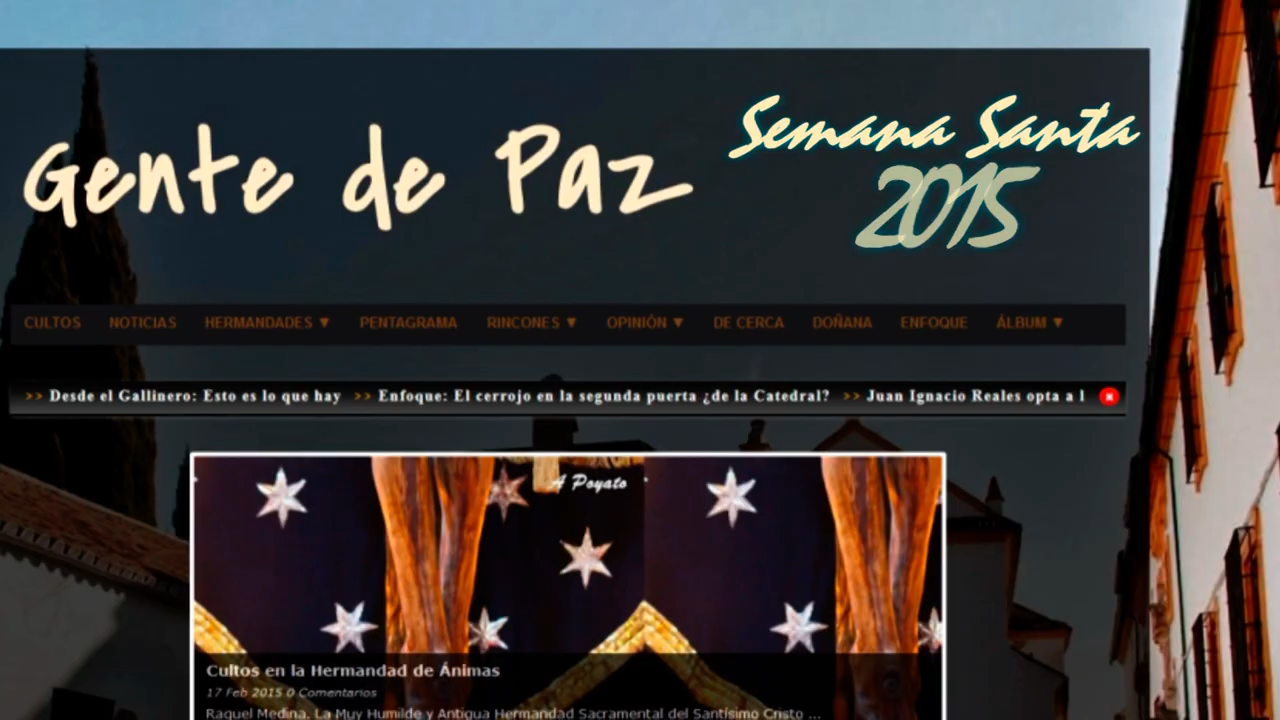 Gente de Paz
Semana Santa
2015
CULTOS NOTICIAS HERMANDADES ▼ PENTAGRAMA RINCONES ▼ OPINIÓN ▼ DE CERCA DOÑANA ENFOQUE ÁLBUM ▼
>> Desde el Gallinero: Esto es lo que hay >> Enfoque: El cerrojo en la segunda puerta ¿de la Catedral? >> Juan Ignacio Reales opta a l
A Poyato
Cultos en la Hermandad de Ánimas
17 Feb 2015 0 Comentarios
Raquel Medina. La Muy Humilde y Antigua Hermandad Sacramental del Santísimo Cristo ...